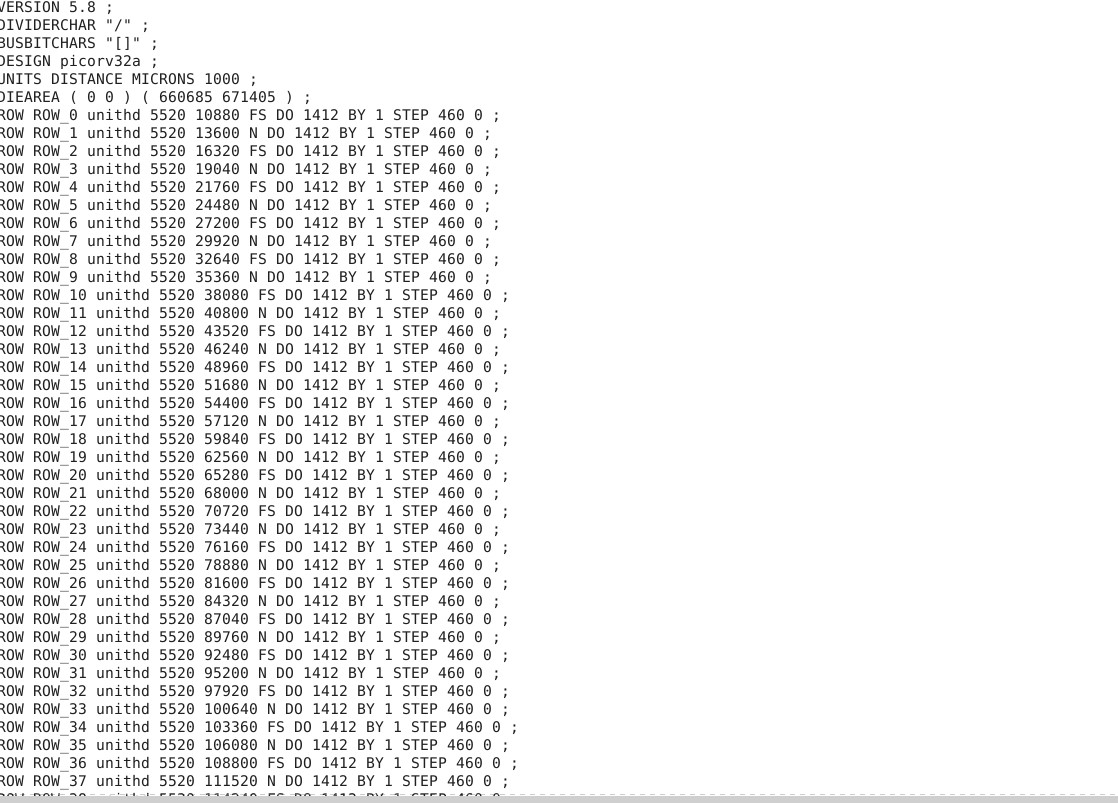 VERSION 5.8 ;
DIVIDERCHAR "/" ;
BUSBITCHARS "[]" ;
DESIGN picorv32a ;
UNITS DISTANCE MICRONS 1000 ;
DIEAREA ( 0 0 ) ( 660685 671405 ) ;
ROW ROW_0 unithd 5520 10880 FS DO 1412 BY 1 STEP 460 0 ;
ROW ROW_1 unithd 5520 13600 N DO 1412 BY 1 STEP 460 0 ;
ROW ROW_2 unithd 5520 16320 FS DO 1412 BY 1 STEP 460 0 ;
ROW ROW_3 unithd 5520 19040 N DO 1412 BY 1 STEP 460 0 ;
ROW ROW_4 unithd 5520 21760 FS DO 1412 BY 1 STEP 460 0 ;
ROW ROW_5 unithd 5520 24480 N DO 1412 BY 1 STEP 460 0 ;
ROW ROW_6 unithd 5520 27200 FS DO 1412 BY 1 STEP 460 0 ;
ROW ROW_7 unithd 5520 29920 N DO 1412 BY 1 STEP 460 0 ;
ROW ROW_8 unithd 5520 32640 FS DO 1412 BY 1 STEP 460 0 ;
ROW ROW_9 unithd 5520 35360 N DO 1412 BY 1 STEP 460 0 ;
ROW ROW_10 unithd 5520 38080 FS DO 1412 BY 1 STEP 460 0 ;
ROW ROW_11 unithd 5520 40800 N DO 1412 BY 1 STEP 460 0 ;
ROW ROW_12 unithd 5520 43520 FS DO 1412 BY 1 STEP 460 0 ;
ROW ROW_13 unithd 5520 46240 N DO 1412 BY 1 STEP 460 0 ;
ROW ROW_14 unithd 5520 48960 FS DO 1412 BY 1 STEP 460 0 ;
ROW ROW_15 unithd 5520 51680 N DO 1412 BY 1 STEP 460 0 ;
ROW ROW_16 unithd 5520 54400 FS DO 1412 BY 1 STEP 460 0 ;
ROW ROW_17 unithd 5520 57120 N DO 1412 BY 1 STEP 460 0 ;
ROW ROW_18 unithd 5520 59840 FS DO 1412 BY 1 STEP 460 0 ;
ROW ROW_19 unithd 5520 62560 N DO 1412 BY 1 STEP 460 0 ;
ROW ROW_20 unithd 5520 65280 FS DO 1412 BY 1 STEP 460 0 ;
ROW ROW_21 unithd 5520 68000 N DO 1412 BY 1 STEP 460 0 ;
ROW ROW_22 unithd 5520 70720 FS DO 1412 BY 1 STEP 460 0 ;
ROW ROW_23 unithd 5520 73440 N DO 1412 BY 1 STEP 460 0 ;
ROW ROW_24 unithd 5520 76160 FS DO 1412 BY 1 STEP 460 0 ;
ROW ROW_25 unithd 5520 78880 N DO 1412 BY 1 STEP 460 0 ;
ROW ROW_26 unithd 5520 81600 FS DO 1412 BY 1 STEP 460 0 ;
ROW ROW_27 unithd 5520 84320 N DO 1412 BY 1 STEP 460 0 ;
ROW ROW_28 unithd 5520 87040 FS DO 1412 BY 1 STEP 460 0 ;
ROW ROW_29 unithd 5520 89760 N DO 1412 BY 1 STEP 460 0 ;
ROW ROW_30 unithd 5520 92480 FS DO 1412 BY 1 STEP 460 0 ;
ROW ROW_31 unithd 5520 95200 N DO 1412 BY 1 STEP 460 0 ;
ROW ROW_32 unithd 5520 97920 FS DO 1412 BY 1 STEP 460 0 ;
ROW ROW_33 unithd 5520 100640 N DO 1412 BY 1 STEP 460 0 ;
ROW ROW_34 unithd 5520 103360 FS DO 1412 BY 1 STEP 460 0 ;
ROW ROW_35 unithd 5520 106080 N DO 1412 BY 1 STEP 460 0 ;
ROW ROW_36 unithd 5520 108800 FS DO 1412 BY 1 STEP 460 0 ;
ROW ROW_37 unithd 5520 111520 N DO 1412 BY 1 STEP 460 0 ;